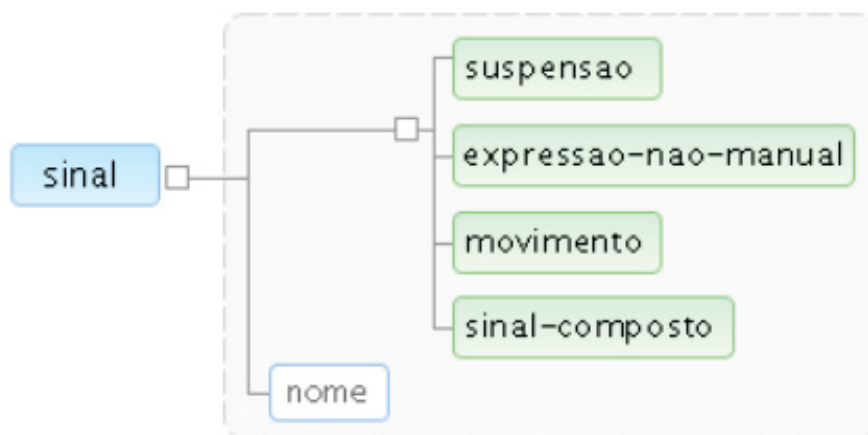 suspensao
expressao-nao-manual
sinal
movimento
sinal-composto
nome